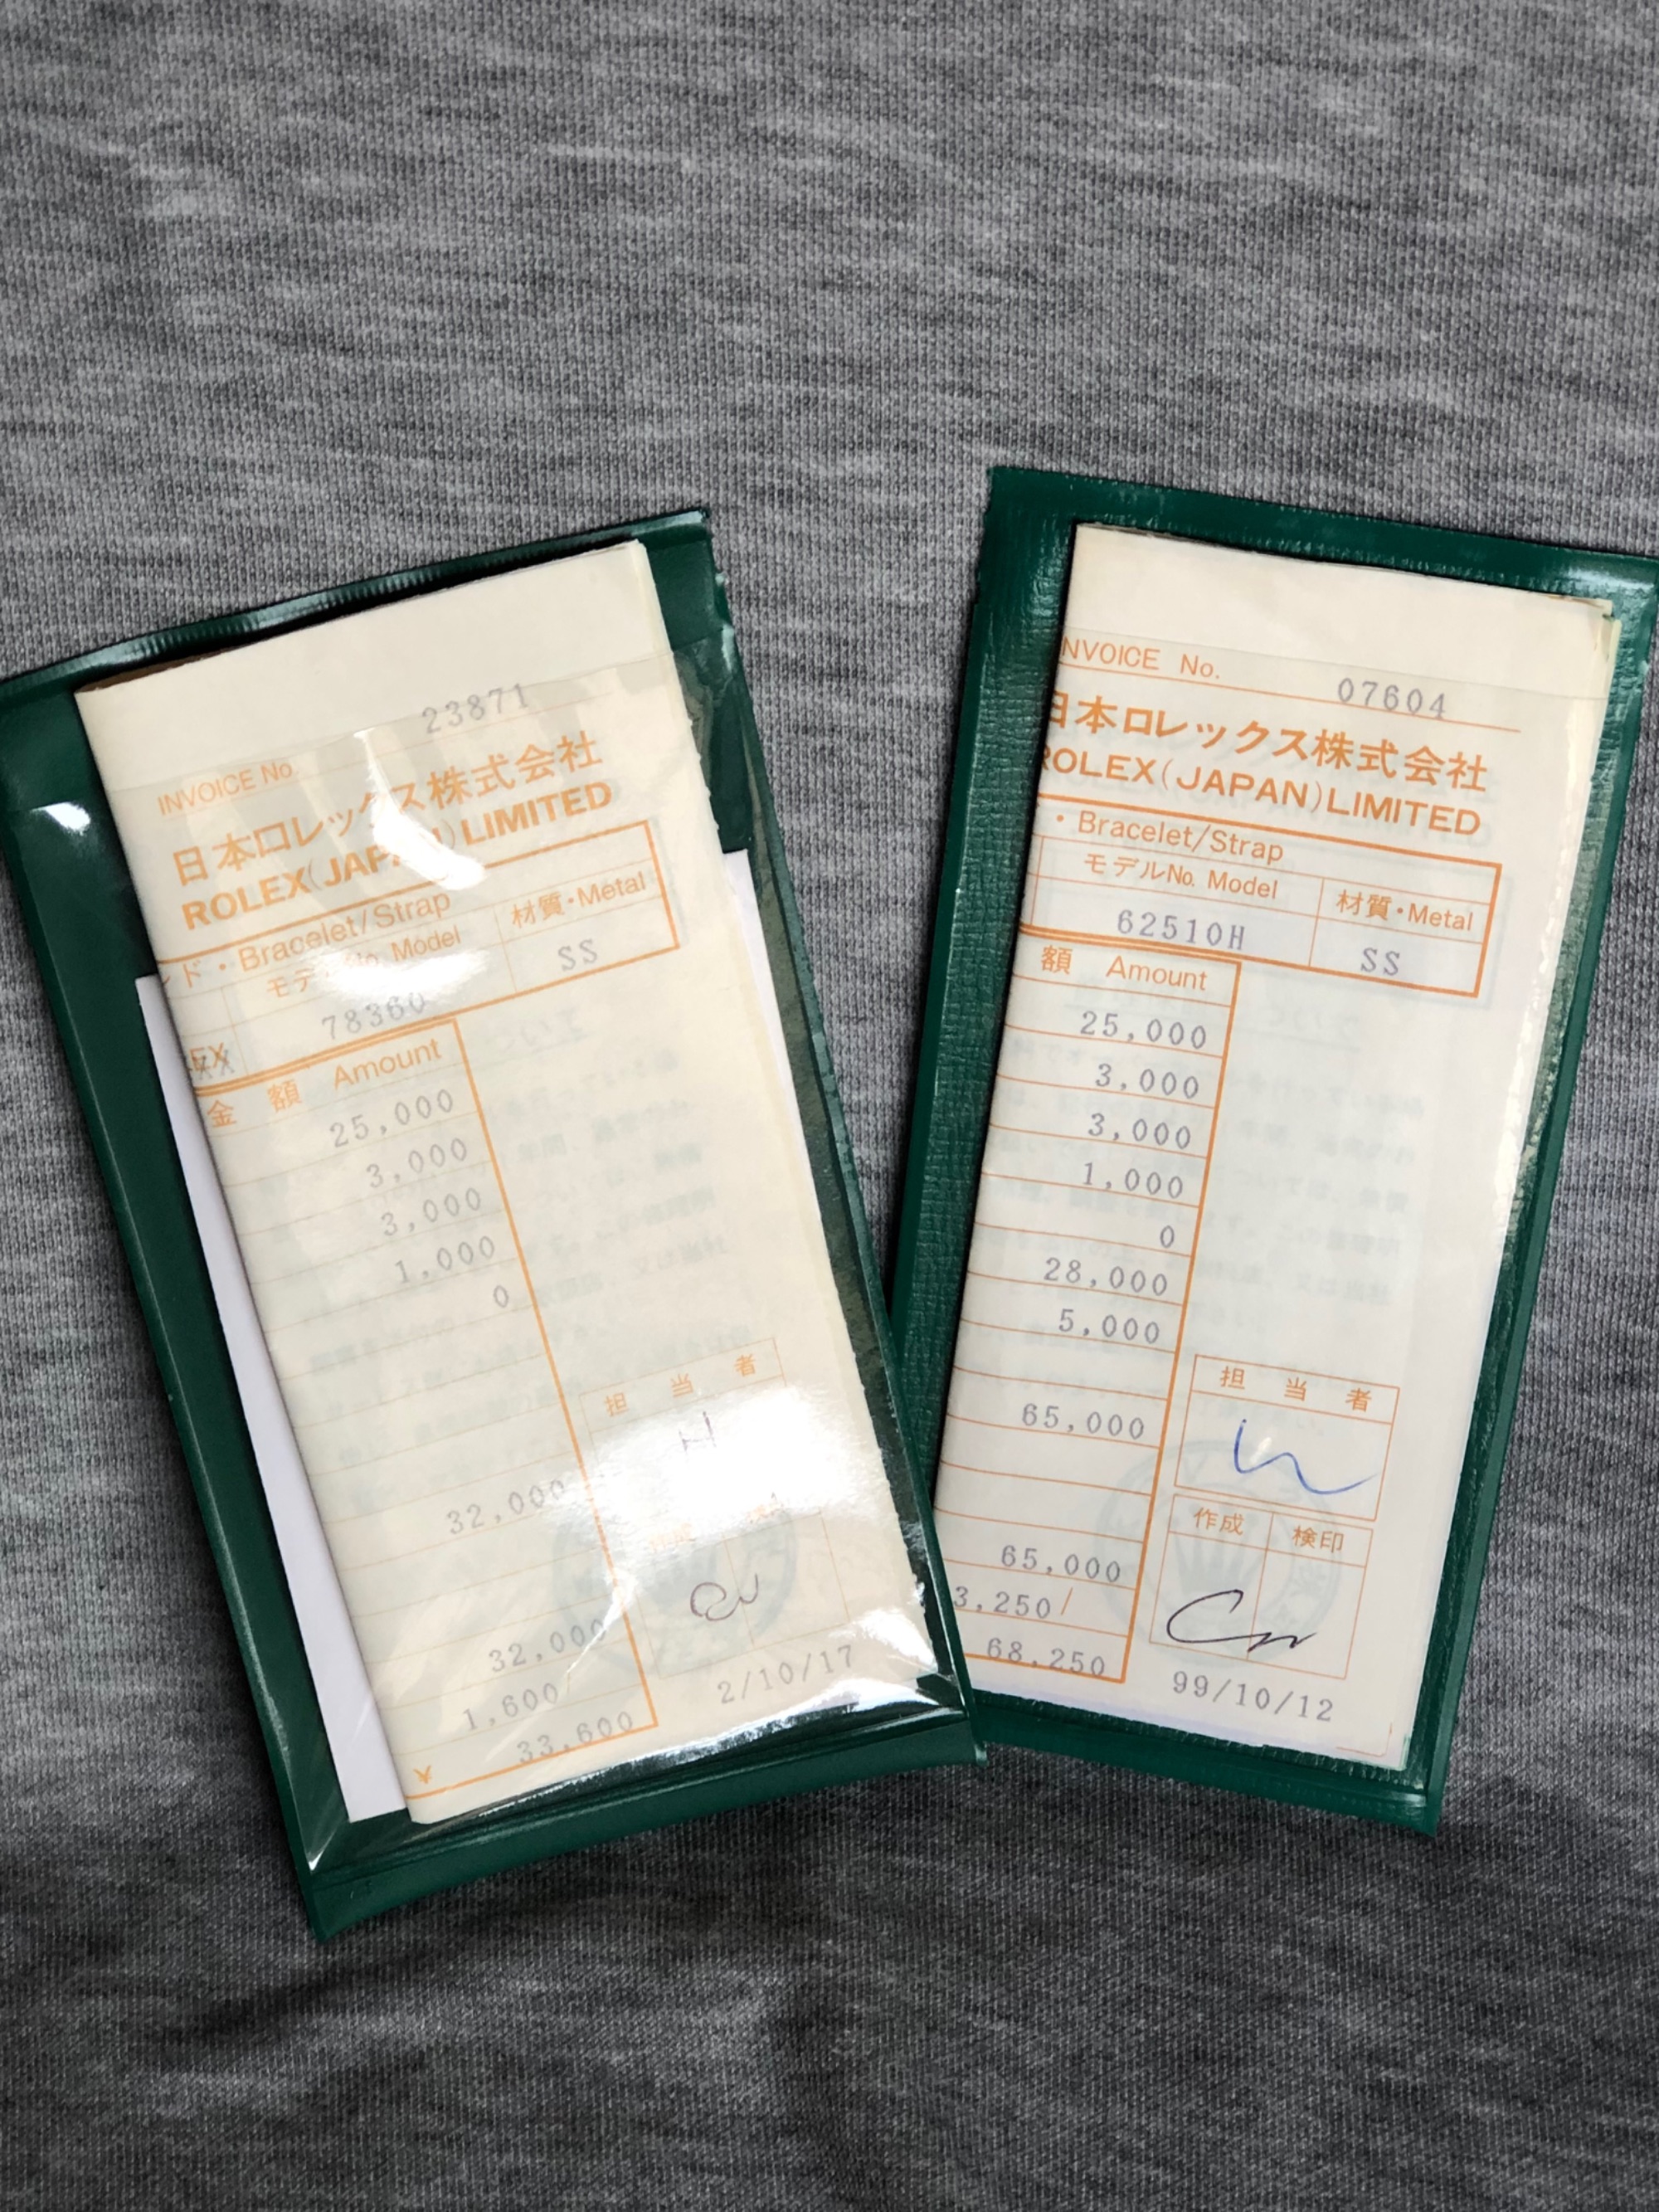 23871
INVOICE No.
日本ロレックス株式会社
ROLEX(JAPAN)LIMITED
ド・Bracelet/Strap
モデルNo. Model 材質・Metal
78360 SS
金額 Amount
25,000
3,000
3,000
1,000
0
担当者
32,000
作成
32,000
1,600
¥ 33,600
2/10/17
NVOICE No. 07604
日本ロレックス株式会社
ROLEX(JAPAN)LIMITED
・Bracelet/Strap
モデルNo. Model 材質・Metal
62510H SS
額 Amount
25,000
3,000
3,000
1,000
0
28,000
5,000
担当者
65,000
作成 検印
65,000
3,250/
68,250
99/10/12